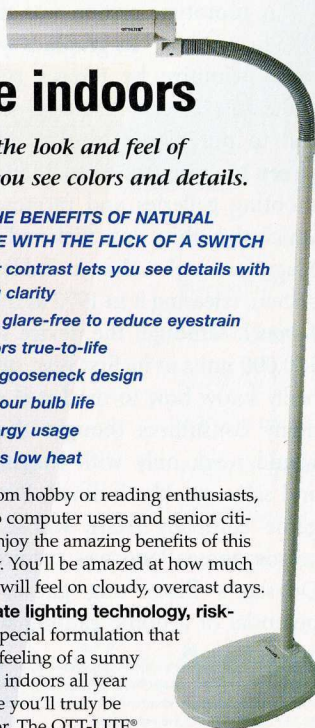 OTT-LITE®
e indoors
the look and feel of
ou see colors and details.
HE BENEFITS OF NATURAL
E WITH THE FLICK OF A SWITCH
r contrast lets you see details with
clarity
glare-free to reduce eyestrain
rs true-to-life
gooseneck design
our bulb life
rgy usage
s low heat
om hobby or reading enthusiasts,
o computer users and senior citi-
njoy the amazing benefits of this
. You'll be amazed at how much
will feel on cloudy, overcast days.
ate lighting technology, risk-
pecial formulation that
feeling of a sunny
indoors all year
e you'll truly be
r. The OTT-LITE®